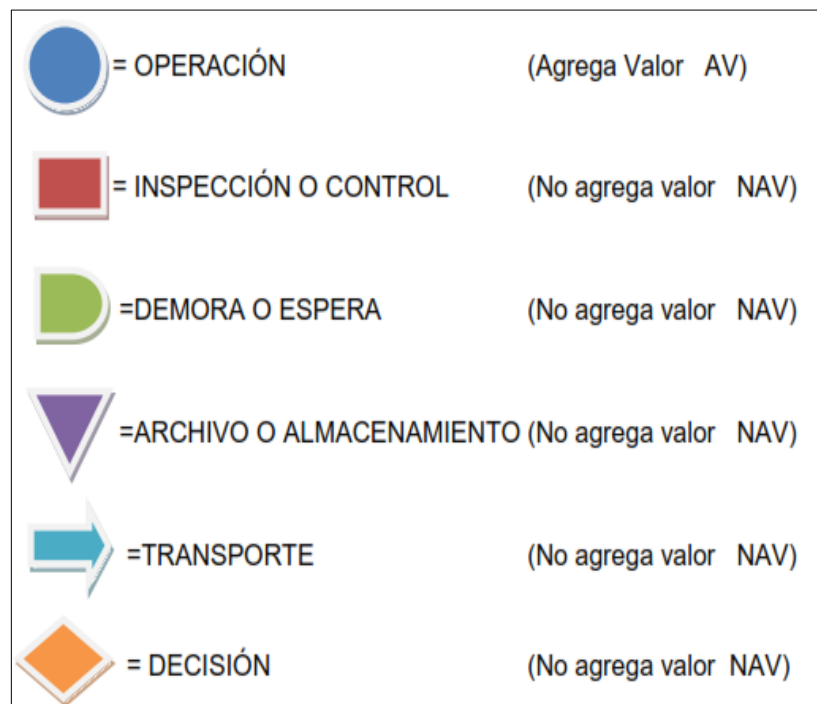 = OPERACIÓN (Agrega Valor AV)
= INSPECCIÓN O CONTROL (No agrega valor NAV)
=DEMORA O ESPERA (No agrega valor NAV)
=ARCHIVO O ALMACENAMIENTO (No agrega valor NAV)
=TRANSPORTE (No agrega valor NAV)
= DECISIÓN (No agrega valor NAV)